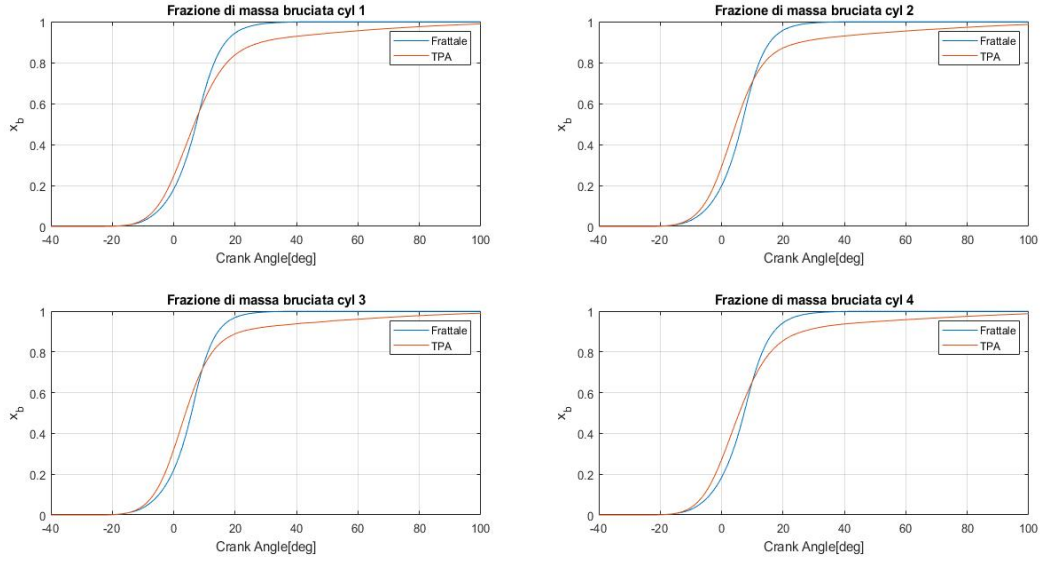 Frazione di massa bruciata cyl 1
1
0.8
0.6
0.4
0.2
0
x_b
-40 -20 0 20 40 60 80 100
Crank Angle[deg]
Frattale
TPA
Frazione di massa bruciata cyl 2
1
0.8
0.6
0.4
0.2
0
x_b
-40 -20 0 20 40 60 80 100
Crank Angle[deg]
Frattale
TPA
Frazione di massa bruciata cyl 3
1
0.8
0.6
0.4
0.2
0
x_b
-40 -20 0 20 40 60 80 100
Crank Angle[deg]
Frattale
TPA
Frazione di massa bruciata cyl 4
1
0.8
0.6
0.4
0.2
0
x_b
-40 -20 0 20 40 60 80 100
Crank Angle[deg]
Frattale
TPA